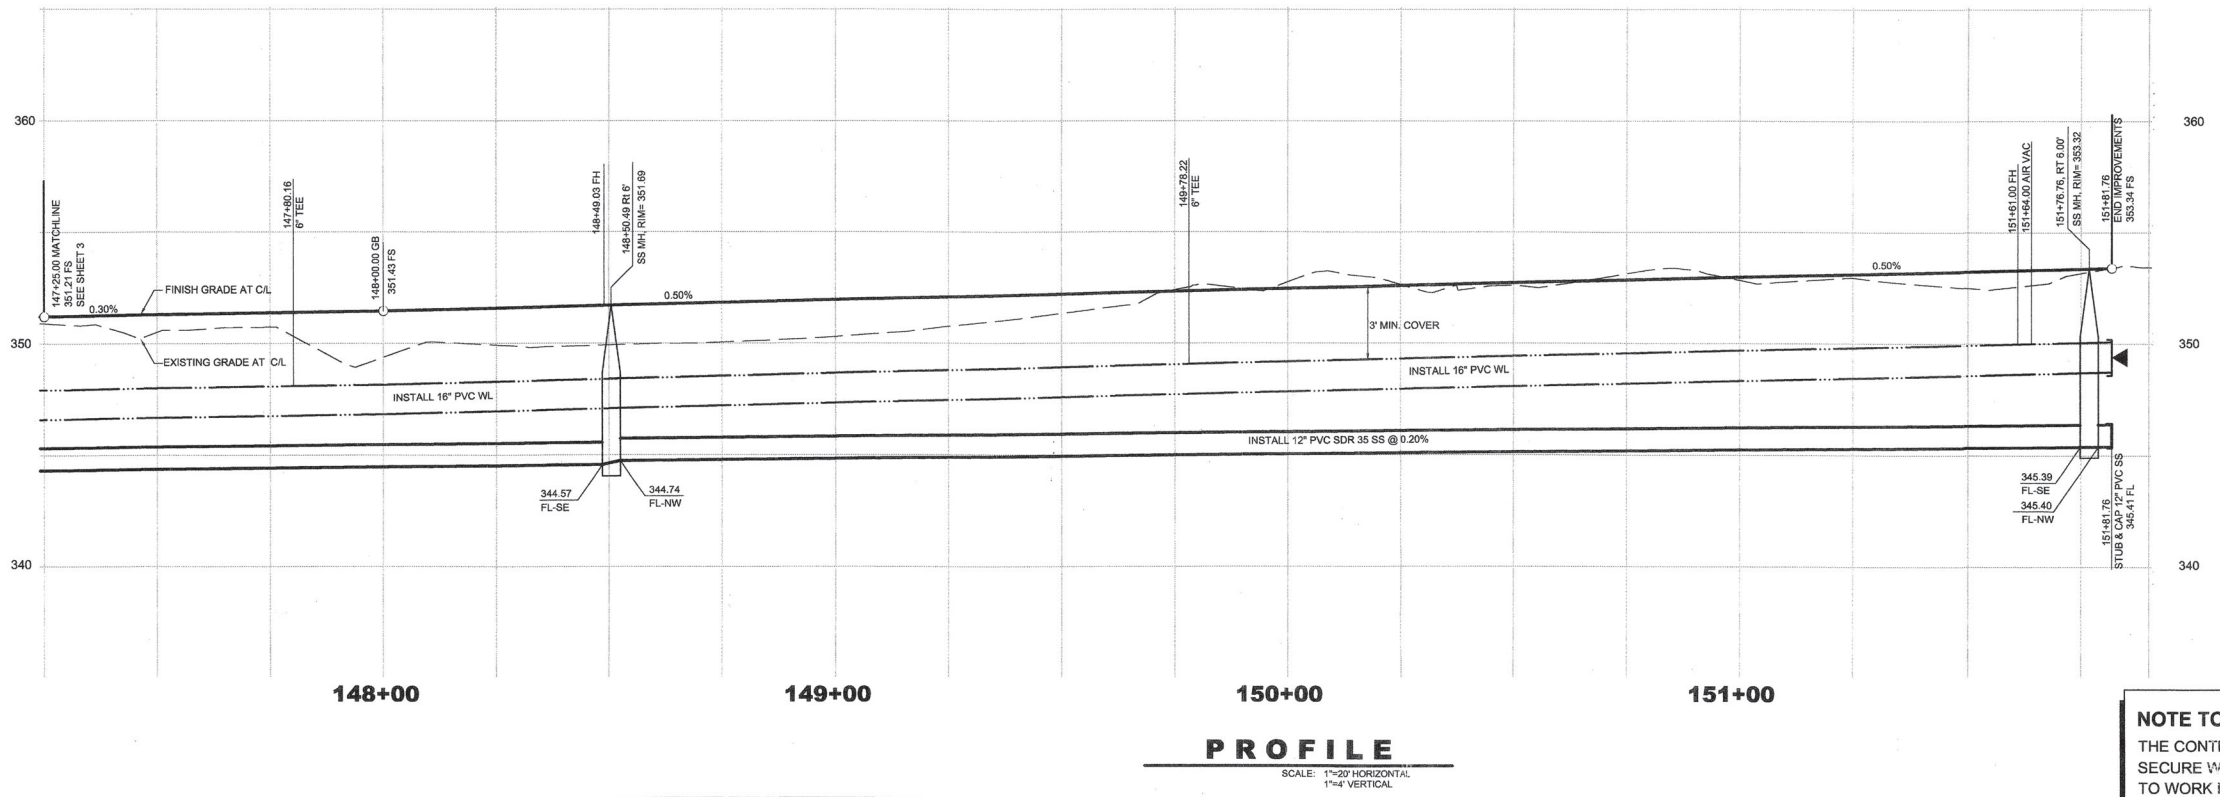 360
360
350
350
340
340
147+25.00 MATCHLINE
351.21 FS
SEE SHEET 3
0.30%
FINISH GRADE AT C/L
EXISTING GRADE AT C/L
147+80.16
6" TEE
148+00.00 GB
351.43 FS
INSTALL 16" PVC WL
148+49.03 FH
148+50.49 Rt 6'
SS MH, RIM= 351.69
0.50%
344.57
FL-SE
344.74
FL-NW
149+78.22
6" TEE
3' MIN. COVER
INSTALL 16" PVC WL
INSTALL 12" PVC SDR 35 SS @ 0.20%
0.50%
151+61.00 FH
151+64.00 AIR VAC
151+76.76, RT 6.00'
SS MH, RIM= 353.32
151+81.76
END IMPROVEMENTS
353.34 FS
345.39
FL-SE
345.40
FL-NW
151+81.76
STUB & CAP 12" PVC SS
345.41 FL
148+00
149+00
150+00
151+00
PROFILE
SCALE: 1"=20' HORIZONTAL
1"=4' VERTICAL
NOTE TO
THE
SECURE
TO WORK